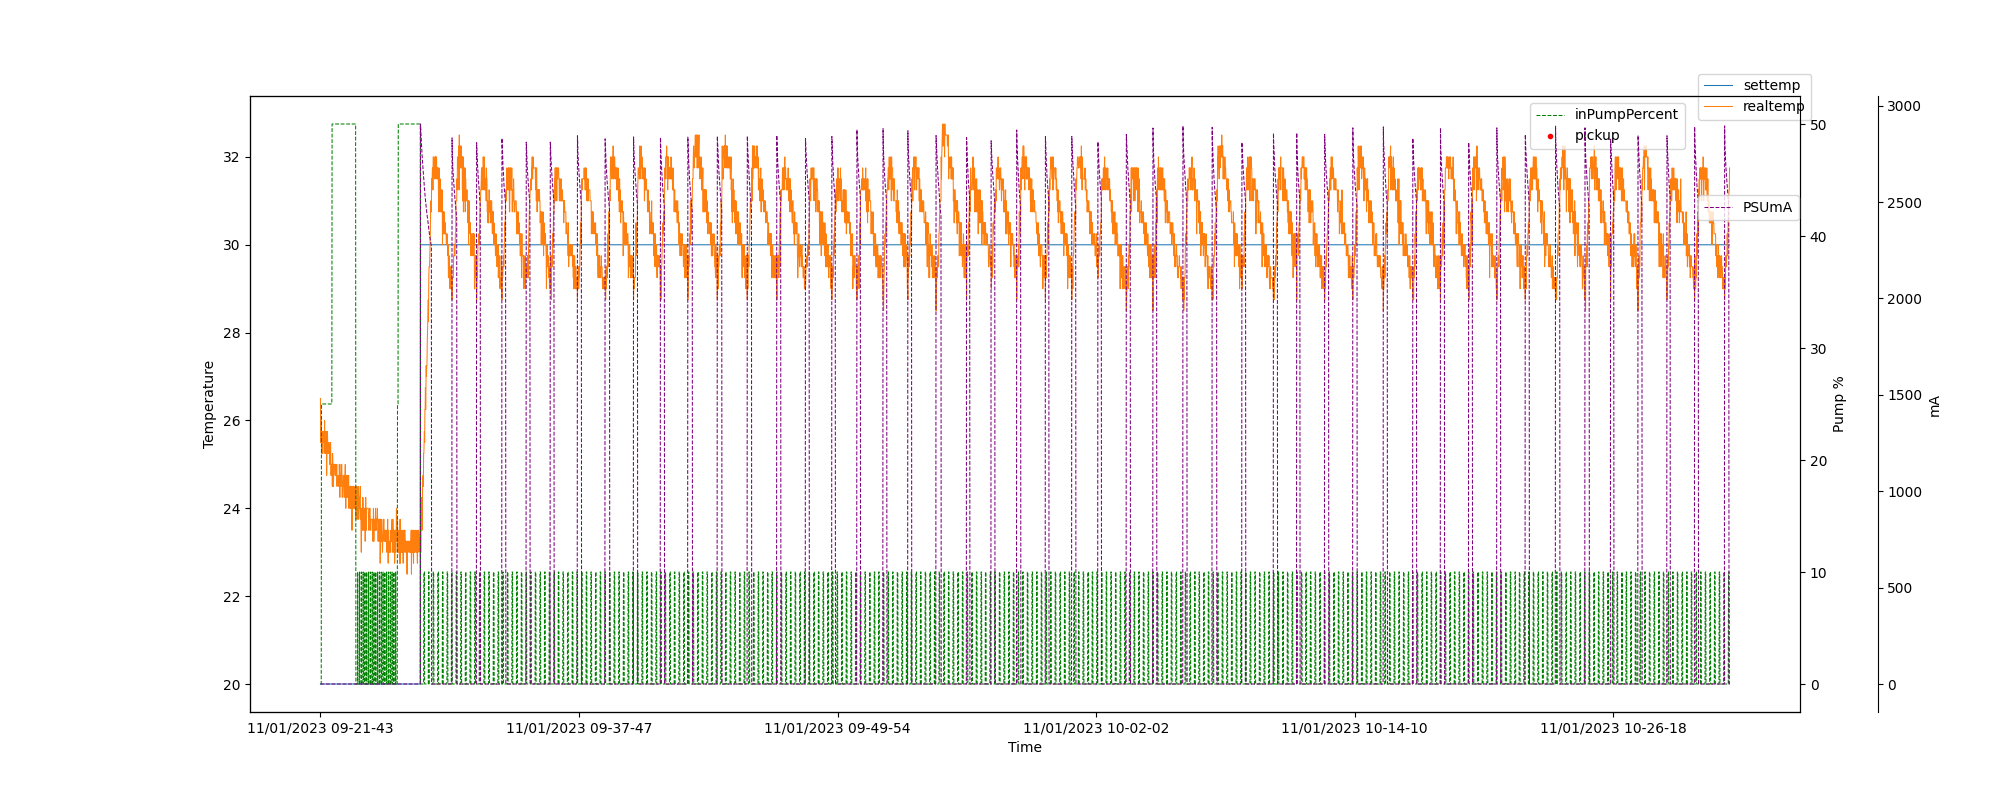 settemp
realtemp
inPumpPercent
pickup
PSUmA
Temperature
32
30
28
26
24
22
20
50
40
30
20
10
0
Pump %
3000
2500
2000
1500
1000
500
0
mA
11/01/2023 09-21-43
11/01/2023 09-37-47
11/01/2023 09-49-54
11/01/2023 10-02-02
11/01/2023 10-14-10
11/01/2023 10-26-18
Time